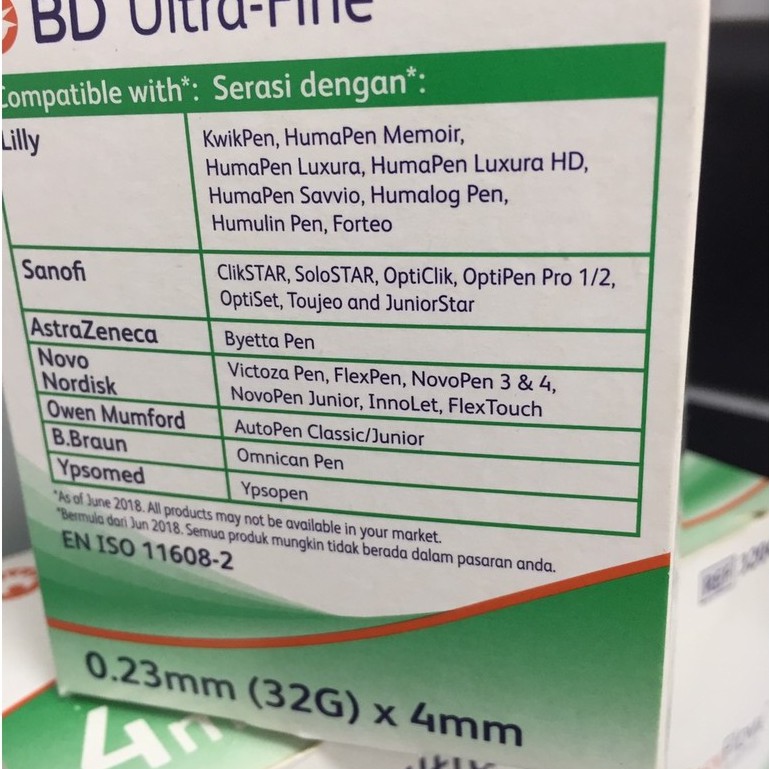 BD Ultra-Fine
Compatible with*: Serasi dengan*:
Lilly
KwikPen, HumaPen Memoir,
HumaPen Luxura, HumaPen Luxura HD,
HumaPen Savvio, Humalog Pen,
Humulin Pen, Forteo
Sanofi
ClikSTAR, SoloSTAR, OptiClik, OptiPen Pro 1/2,
OptiSet, Toujeo and JuniorStar
AstraZeneca
Byetta Pen
Novo
Nordisk
Victoza Pen, FlexPen, NovoPen 3 & 4,
NovoPen Junior, InnoLet, FlexTouch
Owen Mumford
AutoPen Classic/Junior
B.Braun
Omnican Pen
Ypsomed
Ypsopen
*As of June 2018. All products may not be available in your market.
*Bermula dari Jun 2018. Semua produk mungkin tidak berada dalam pasaran anda.
EN ISO 11608-2
0.23mm (32G) x 4mm